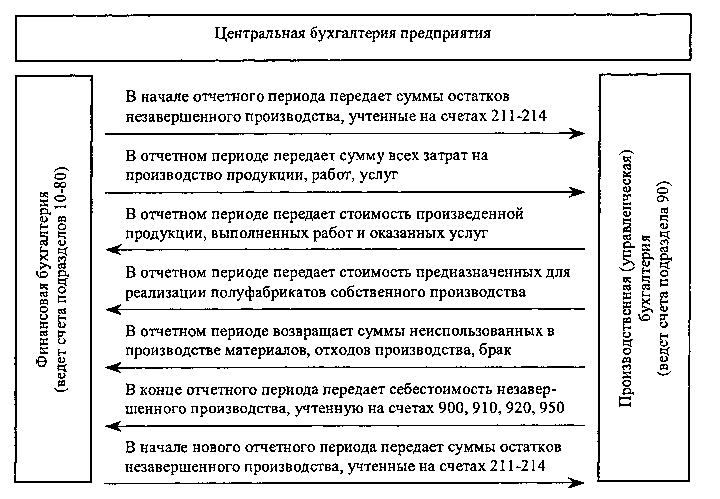 Центральная бухгалтерия предприятия
Финансовая бухгалтерия
(ведет счета подразделов 10-80)
В начале отчетного периода передает суммы остатков
незавершенного производства, учтенные на счетах 211-214
В отчетном периоде передает сумму всех затрат на
производство продукции, работ, услуг
В отчетном периоде передает стоимость произведенной
продукции, выполненных работ и оказанных услуг
В отчетном периоде передает стоимость предназначенных для
реализации полуфабрикатов собственного производства
В отчетном периоде возвращает суммы неиспользованных в
производстве материалов, отходов производства, брак
В конце отчетного периода передает себестоимость незавер-
шенного производства, учтенную на счетах 900, 910, 920, 950
В начале нового отчетного периода передает суммы остатков
незавершенного производства, учтенные на счетах 211-214
Производственная (управленческая)
бухгалтерия
(ведет счета подраздела 90)